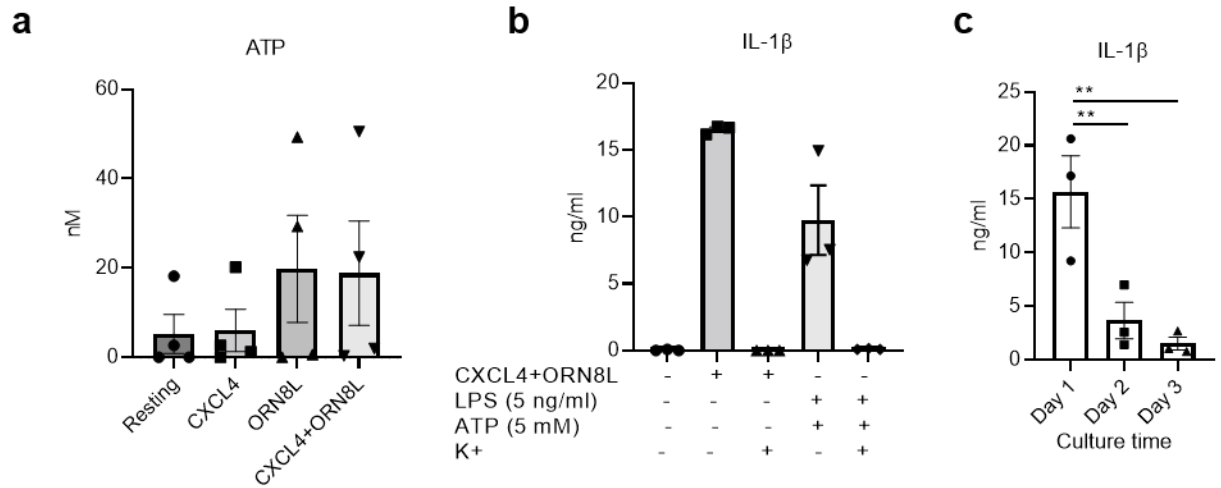 a
ATP
nM
60
40
20
0
Resting
CXCL4
ORN8L
CXCL4+ORN8L
b
IL-1β
ng/ml
20
15
10
5
0
CXCL4+ORN8L - + + - -
LPS (5 ng/ml) - - - + +
ATP (5 mM) - - - + +
K+ - - + - +
c
IL-1β
ng/ml
25
20
15
10
5
0
**
**
Day 1
Day 2
Day 3
Culture time